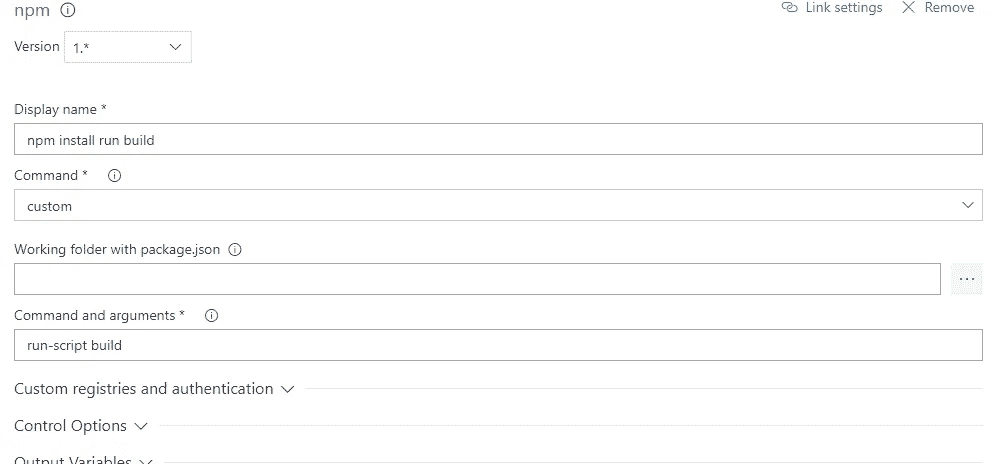 npm Link settings Remove
Version 1.*
Display name *
npm install run build
Command *
custom
Working folder with package.json
...
Command and arguments *
run-script build
Custom registries and authentication
Control Options
Output Variables